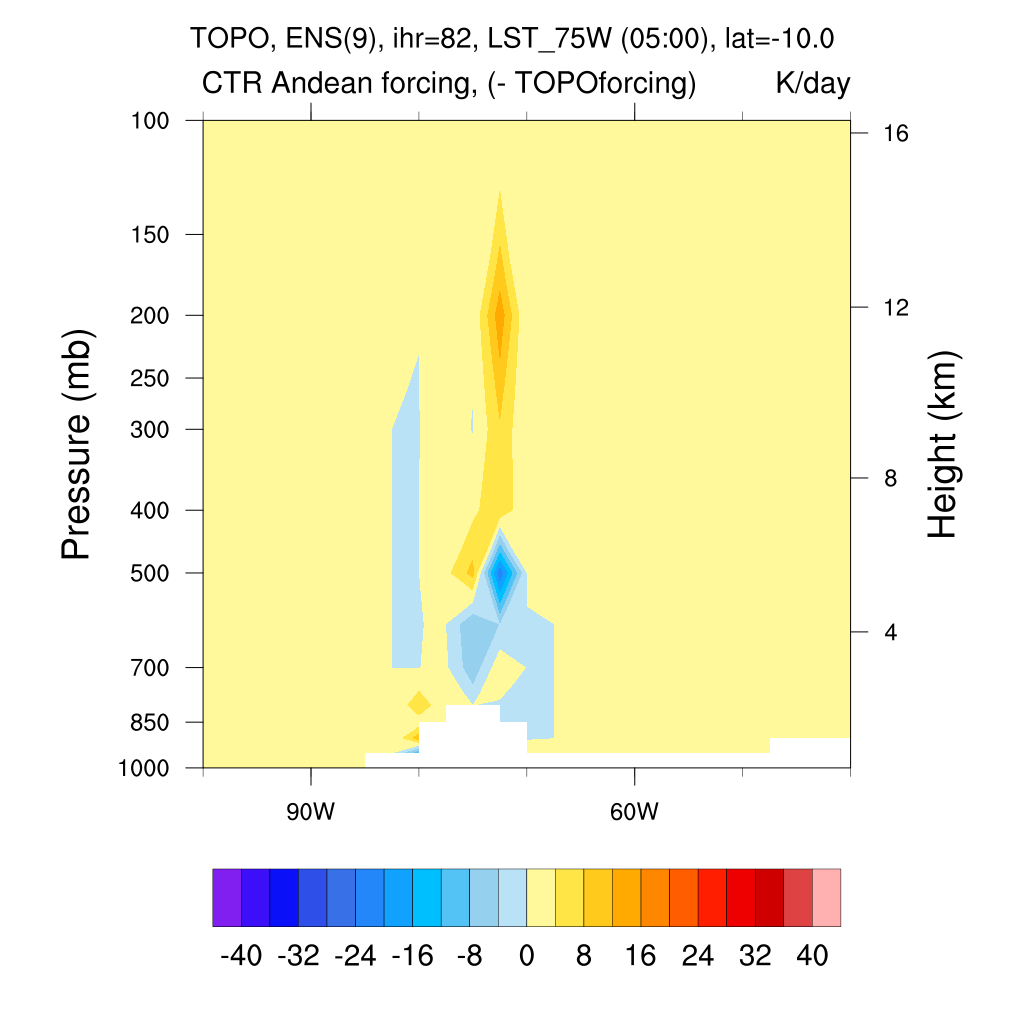 TOPO, ENS(9), ihr=82, LST_75W (05:00), lat=-10.0
CTR Andean forcing, (- TOPOforcing) K/day
100
150
200
250
300
400
500
700
850
1000
Pressure (mb)
16
12
8
4
Height (km)
90W 60W
-40 -32 -24 -16 -8 0 8 16 24 32 40